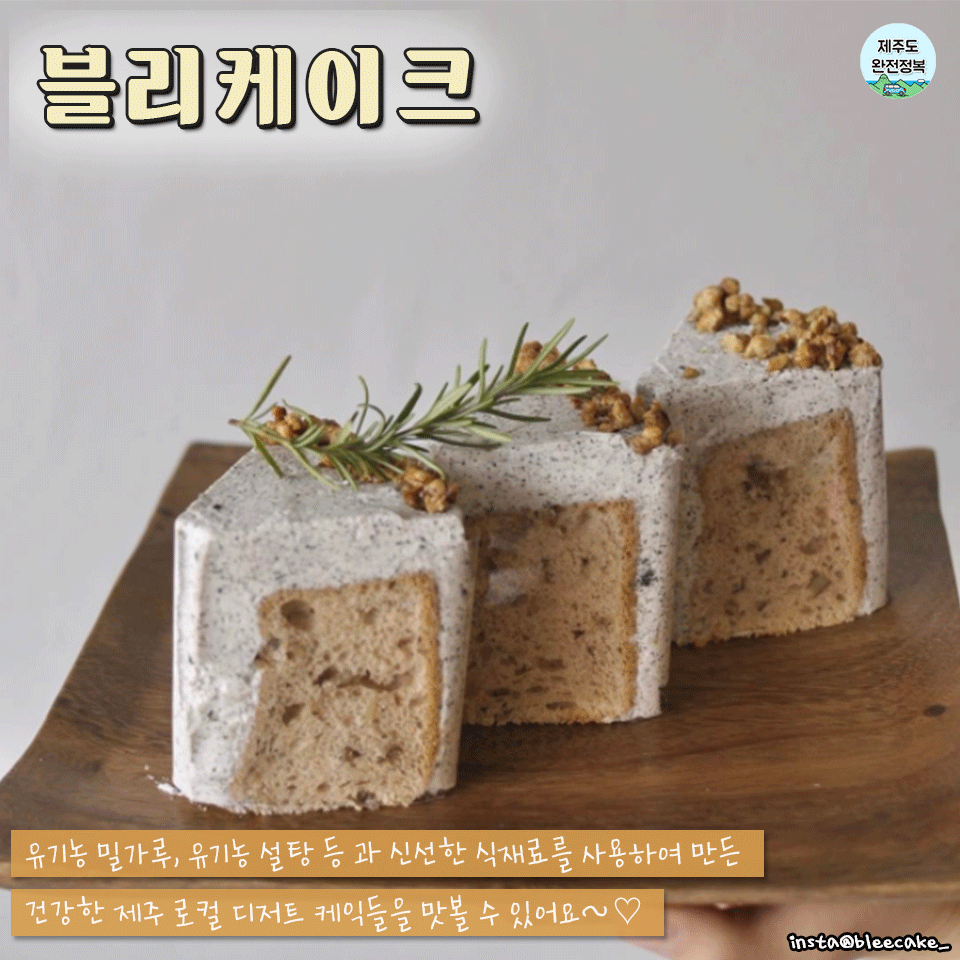 블리케이크
제주도
완전정복
유기농 밀가루, 유기농 설탕 등 과 신선한 식재료를 사용하여 만든
건강한 제주 로컬 디저트 케익들을 맛볼 수 있어요~♡
insta@bleecake_